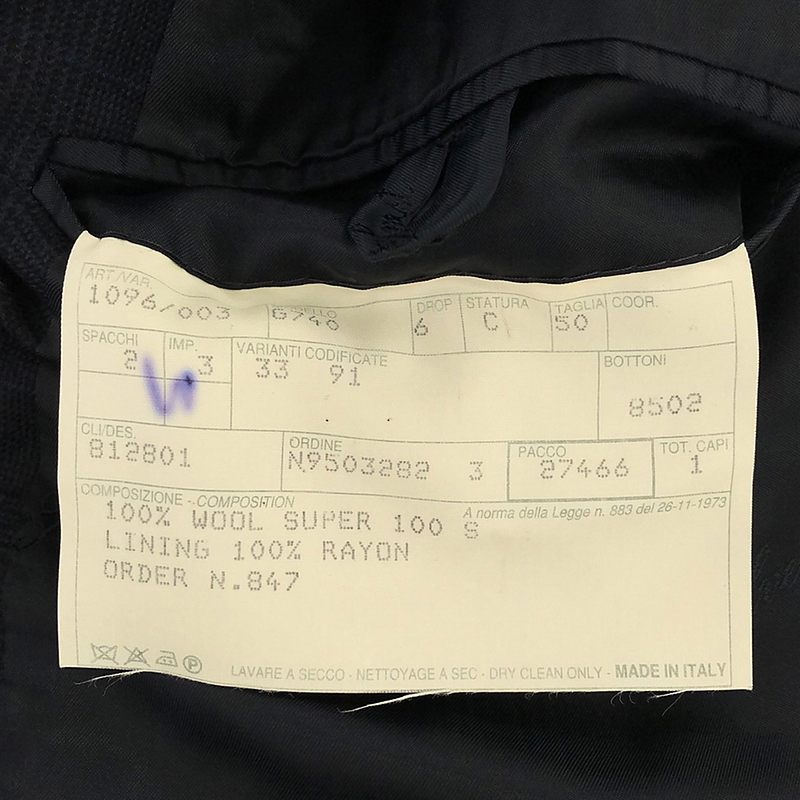 ART./VAR. DROP STATURA TAGLIA COOR.
1096/003 G740 6 C 50
SPACCHI IMP. VARIANTI CODIFICATE BOTTONI
2 3 33 91
8502
CLI/DES. ORDINE PACCO TOT. CAPI
812801 N9503282 3 27466 1
COMPOSIZIONE - COMPOSITION A norma della Legge n. 883 del 26-11-1973
100% WOOL SUPER 100 S
LINING 100% RAYON
ORDER N.847
LAVARE A SECCO - NETTOYAGE A SEC - DRY CLEAN ONLY - MADE IN ITALY